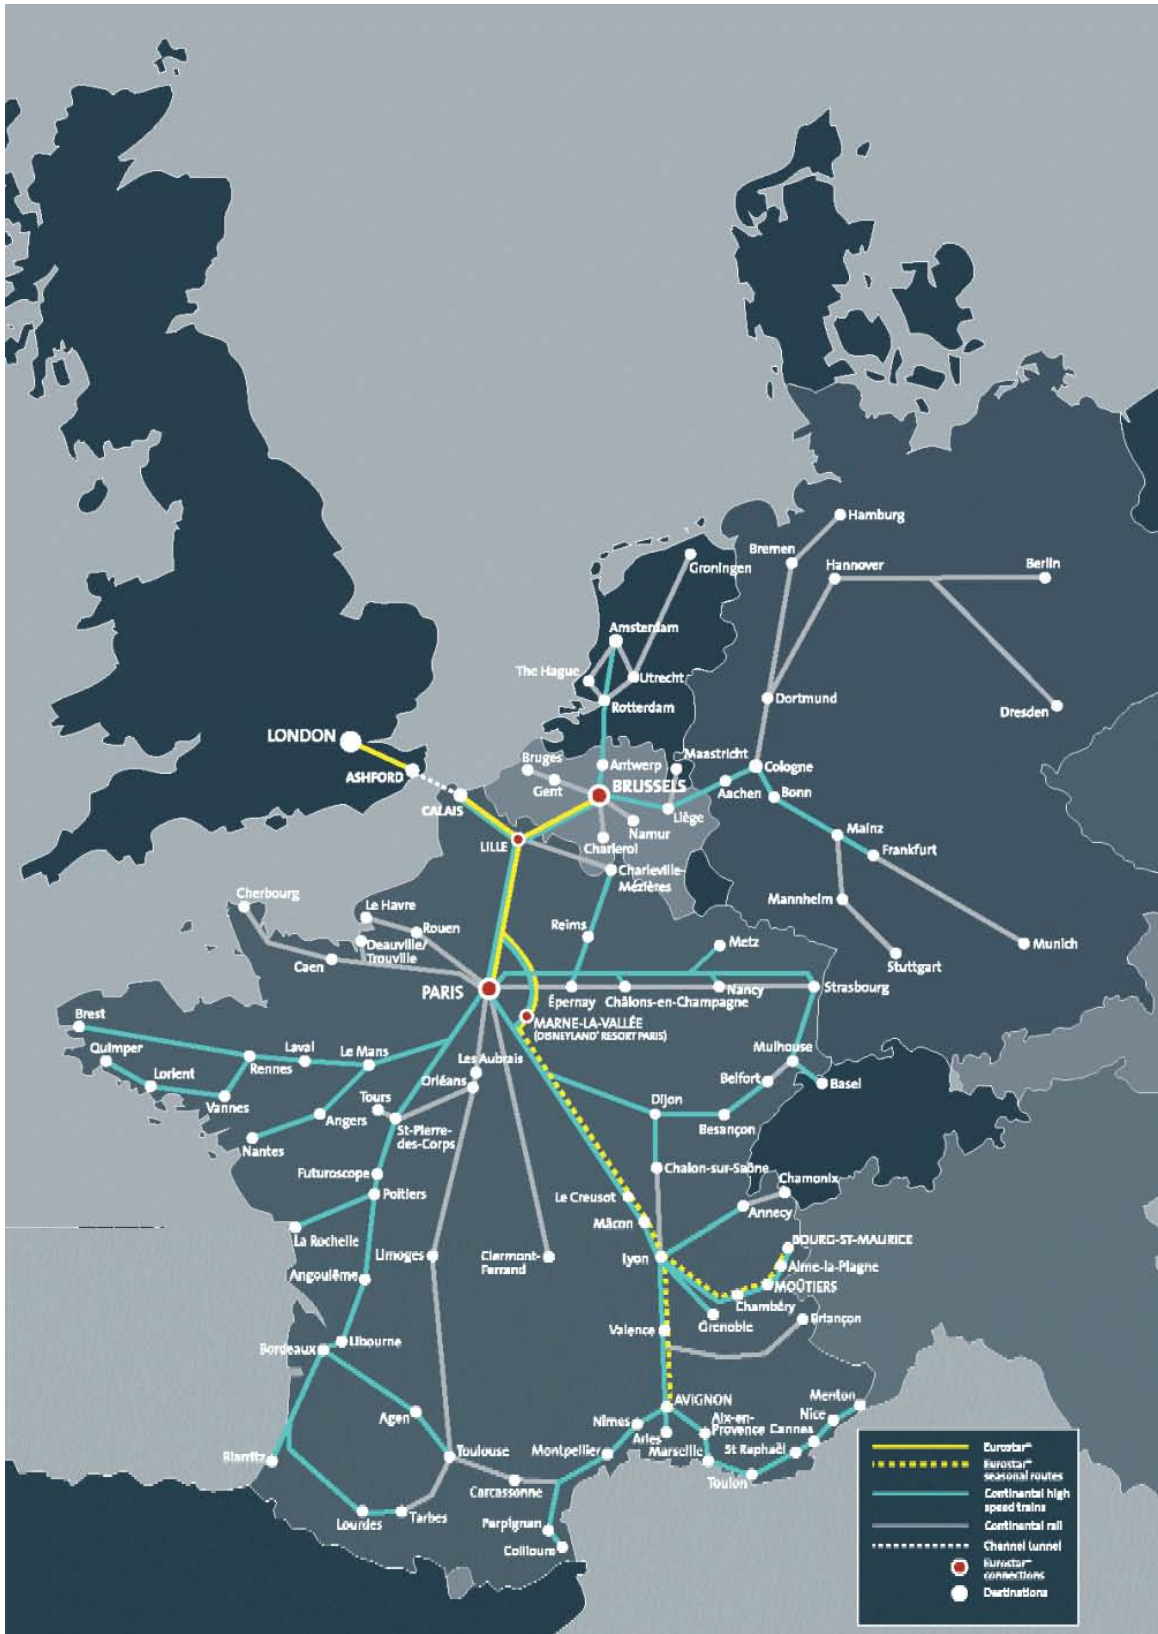 Hamburg
Bremen
Hannover
Berlin
Groningen
Amsterdam
The Hague
Utrecht
Rotterdam
Dortmund
Dresden
LONDON
ASHFORD
CALAIS
Bruges
Gent
Antwerp
BRUSSELS
Maastricht
Cologne
Aachen
Bonn
Liège
Namur
Charleroi
LILLE
Mainz
Frankfurt
Charleville-
Mézières
Mannheim
Munich
Stuttgart
Cherbourg
Le Havre
Rouen
Deauville/
Trouville
Caen
Reims
Metz
PARIS
Épernay
Châlons-en-Champagne
Nancy
Strasbourg
MARNE-LA-VALLÉE
(DISNEYLAND® RESORT PARIS)
Brest
Quimper
Laval
Le Mans
Rennes
Lorient
Vannes
Les Aubrais
Orléans
Mulhouse
Belfort
Basel
Tours
Angers
Nantes
St-Pierre-
des-Corps
Dijon
Besançon
Futuroscope
Poitiers
Chalon-sur-Saône
Chamonix
Le Creusot
Annecy
Mâcon
La Rochelle
Limoges
Clermont-
Ferrand
Lyon
BOURG-ST-MAURICE
Aime-la-Plagne
MOÛTIERS
Angoulême
Chambéry
Grenoble
Briançon
Valence
Libourne
Bordeaux
Agen
AVIGNON
Menton
Nîmes
Arles
Aix-en-
Provence
Cannes
Nice
Biarritz
Toulouse
Montpellier
Marseille
St Raphaël
Toulon
Carcassonne
Lourdes
Tarbes
Perpignan
Collioure
Eurostar™
Eurostar™
seasonal routes
Continental high
speed trains
Continental rail
Channel tunnel
Eurostar™
connections
Destinations